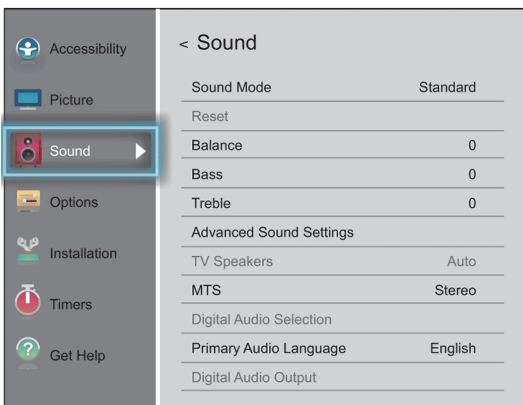 Accessibility
Picture
Sound
Options
Installation
Timers
Get Help
< Sound
Sound Mode Standard
Reset
Balance 0
Bass 0
Treble 0
Advanced Sound Settings
TV Speakers Auto
MTS Stereo
Digital Audio Selection
Primary Audio Language English
Digital Audio Output